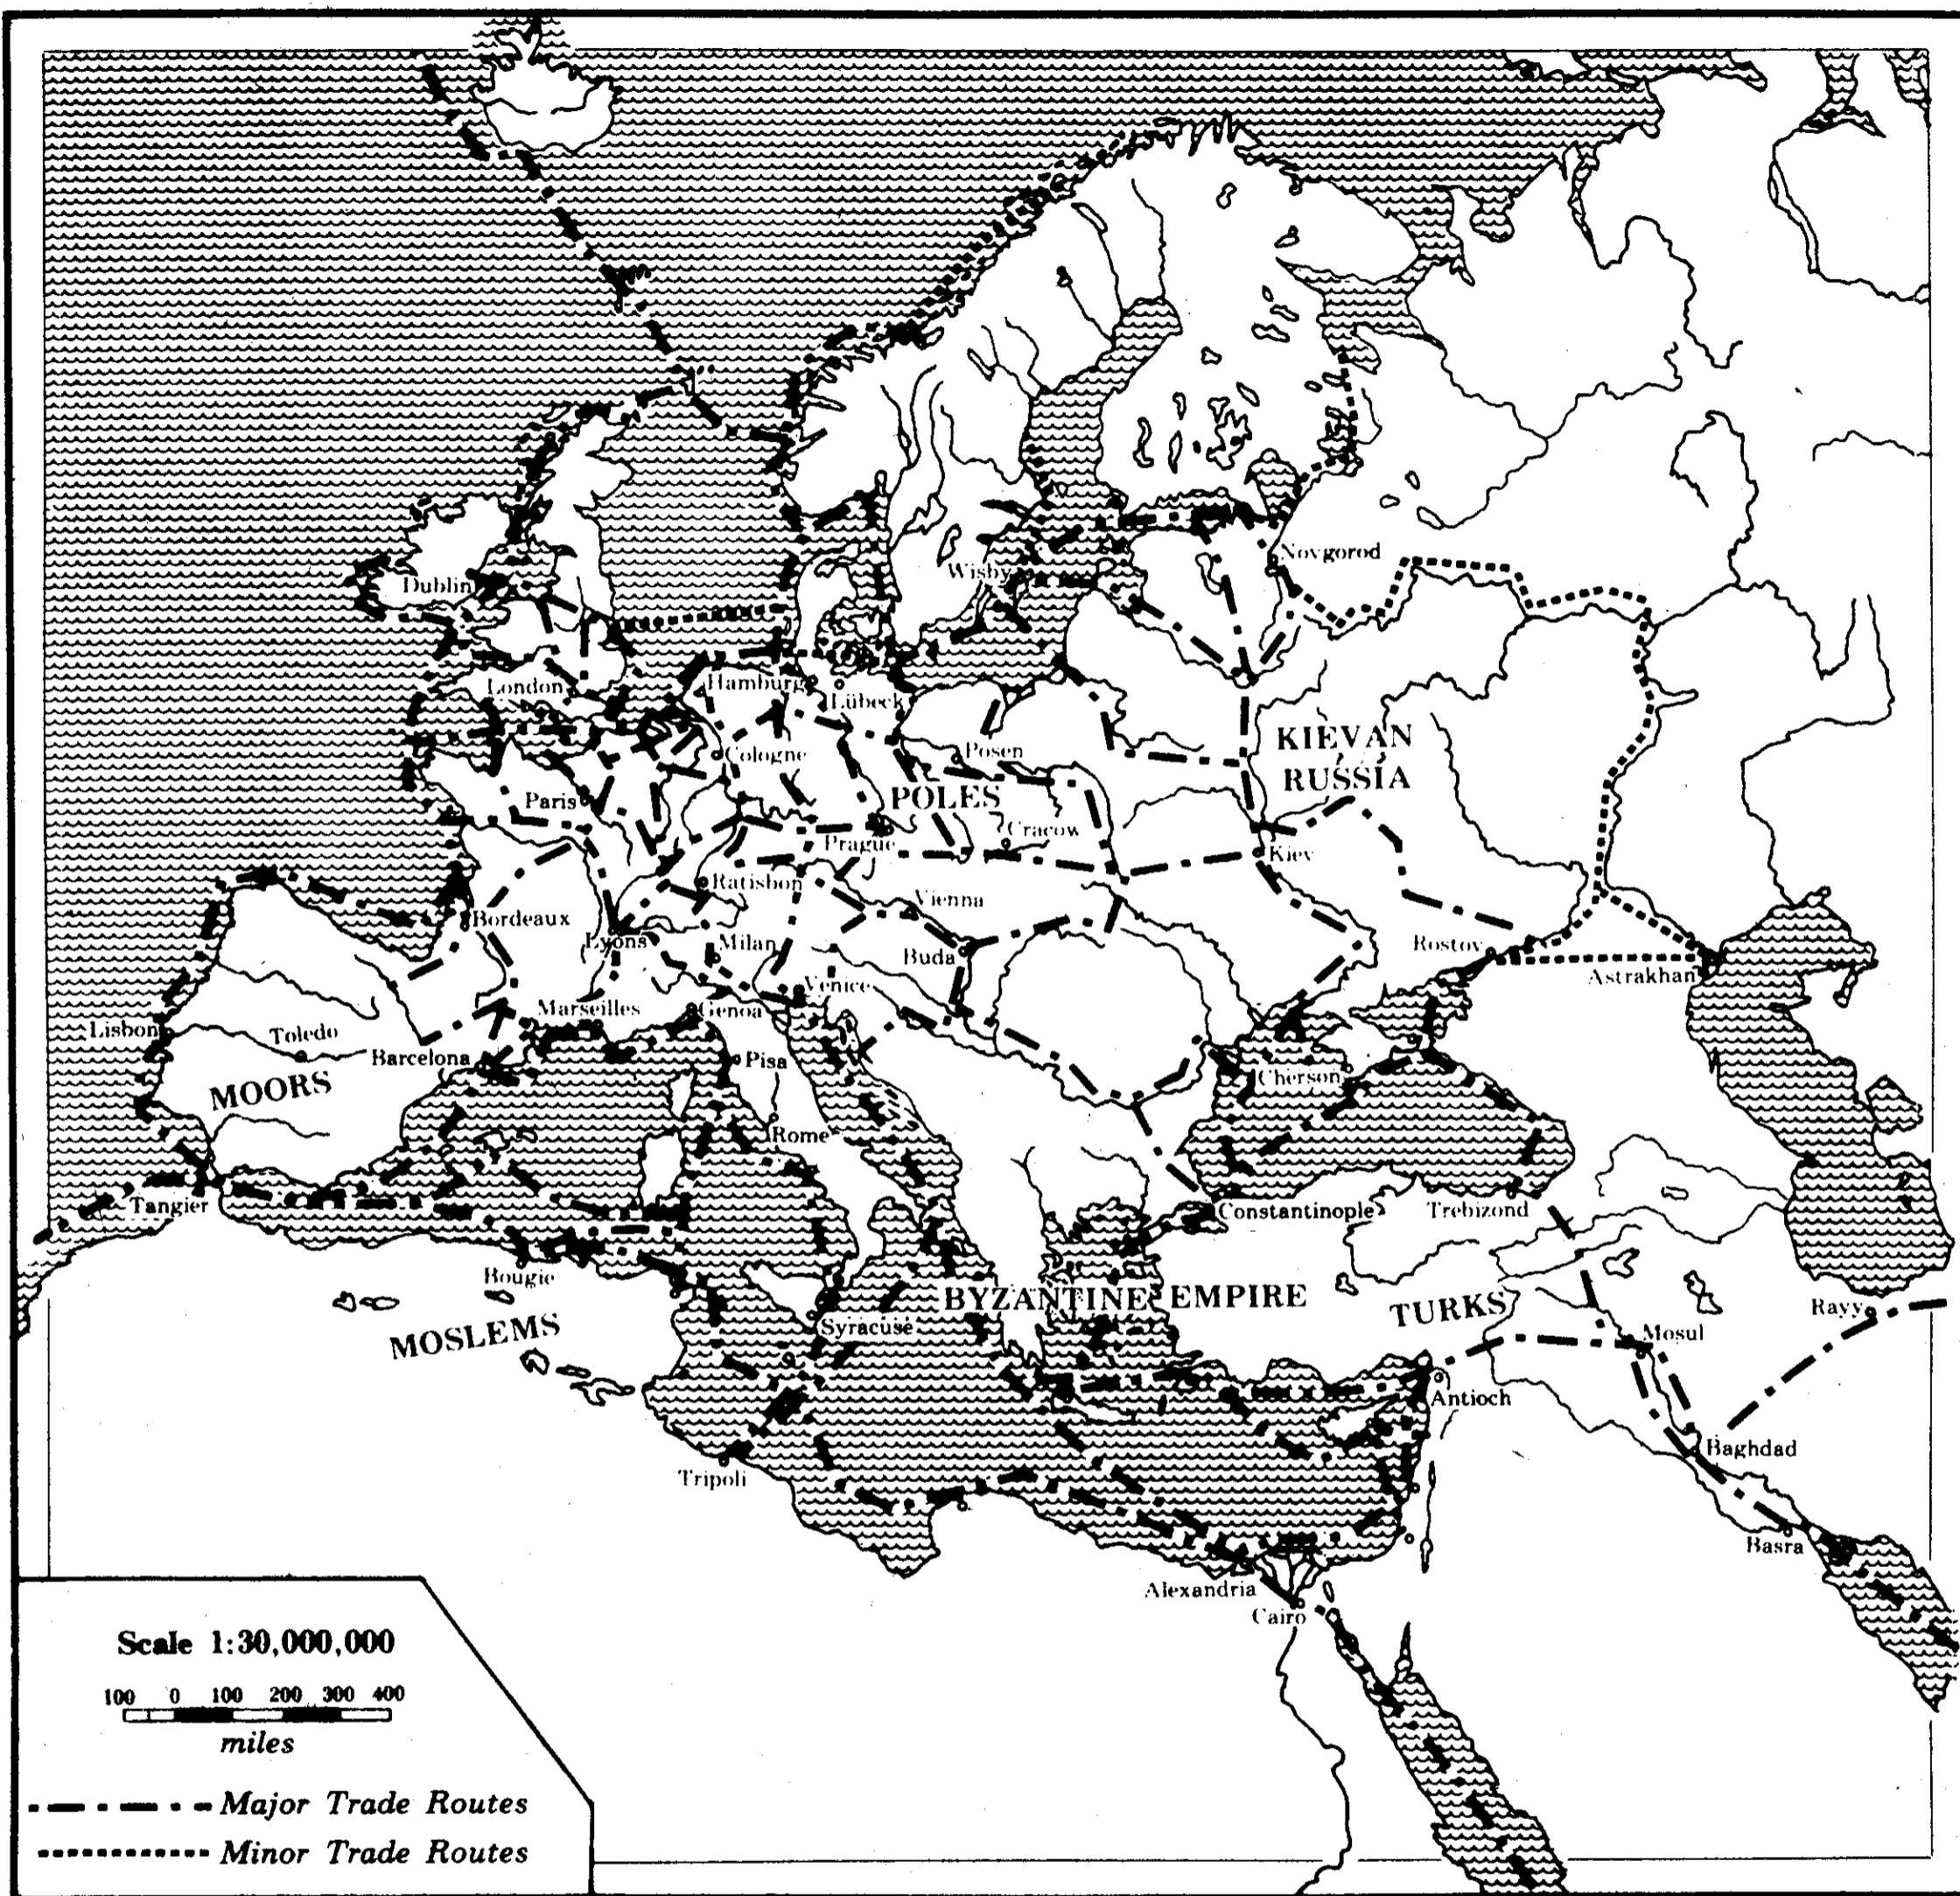 Novgorod
Dublin
Wisby
London
Hamburg
Lübeck
KIEVAN
RUSSIA
Cologne
Posen
Paris
POLES
Prague
Cracow
Kiev
Ratisbon
Vienna
Bordeaux
Lyons
Milan
Buda
Rostov
Astrakhan
Venice
Marseilles
Genoa
Lisbon
Toledo
Barcelona
Pisa
MOORS
Cherson
Rome
Tangier
Constantinople
Trebizond
Bougie
BYZANTINE EMPIRE
TURKS
Rayy
MOSLEMS
Syracuse
Mosul
Antioch
Baghdad
Tripoli
Basra
Alexandria
Cairo
Scale 1:30,000,000
100 0 100 200 300 400
miles
Major Trade Routes
Minor Trade Routes